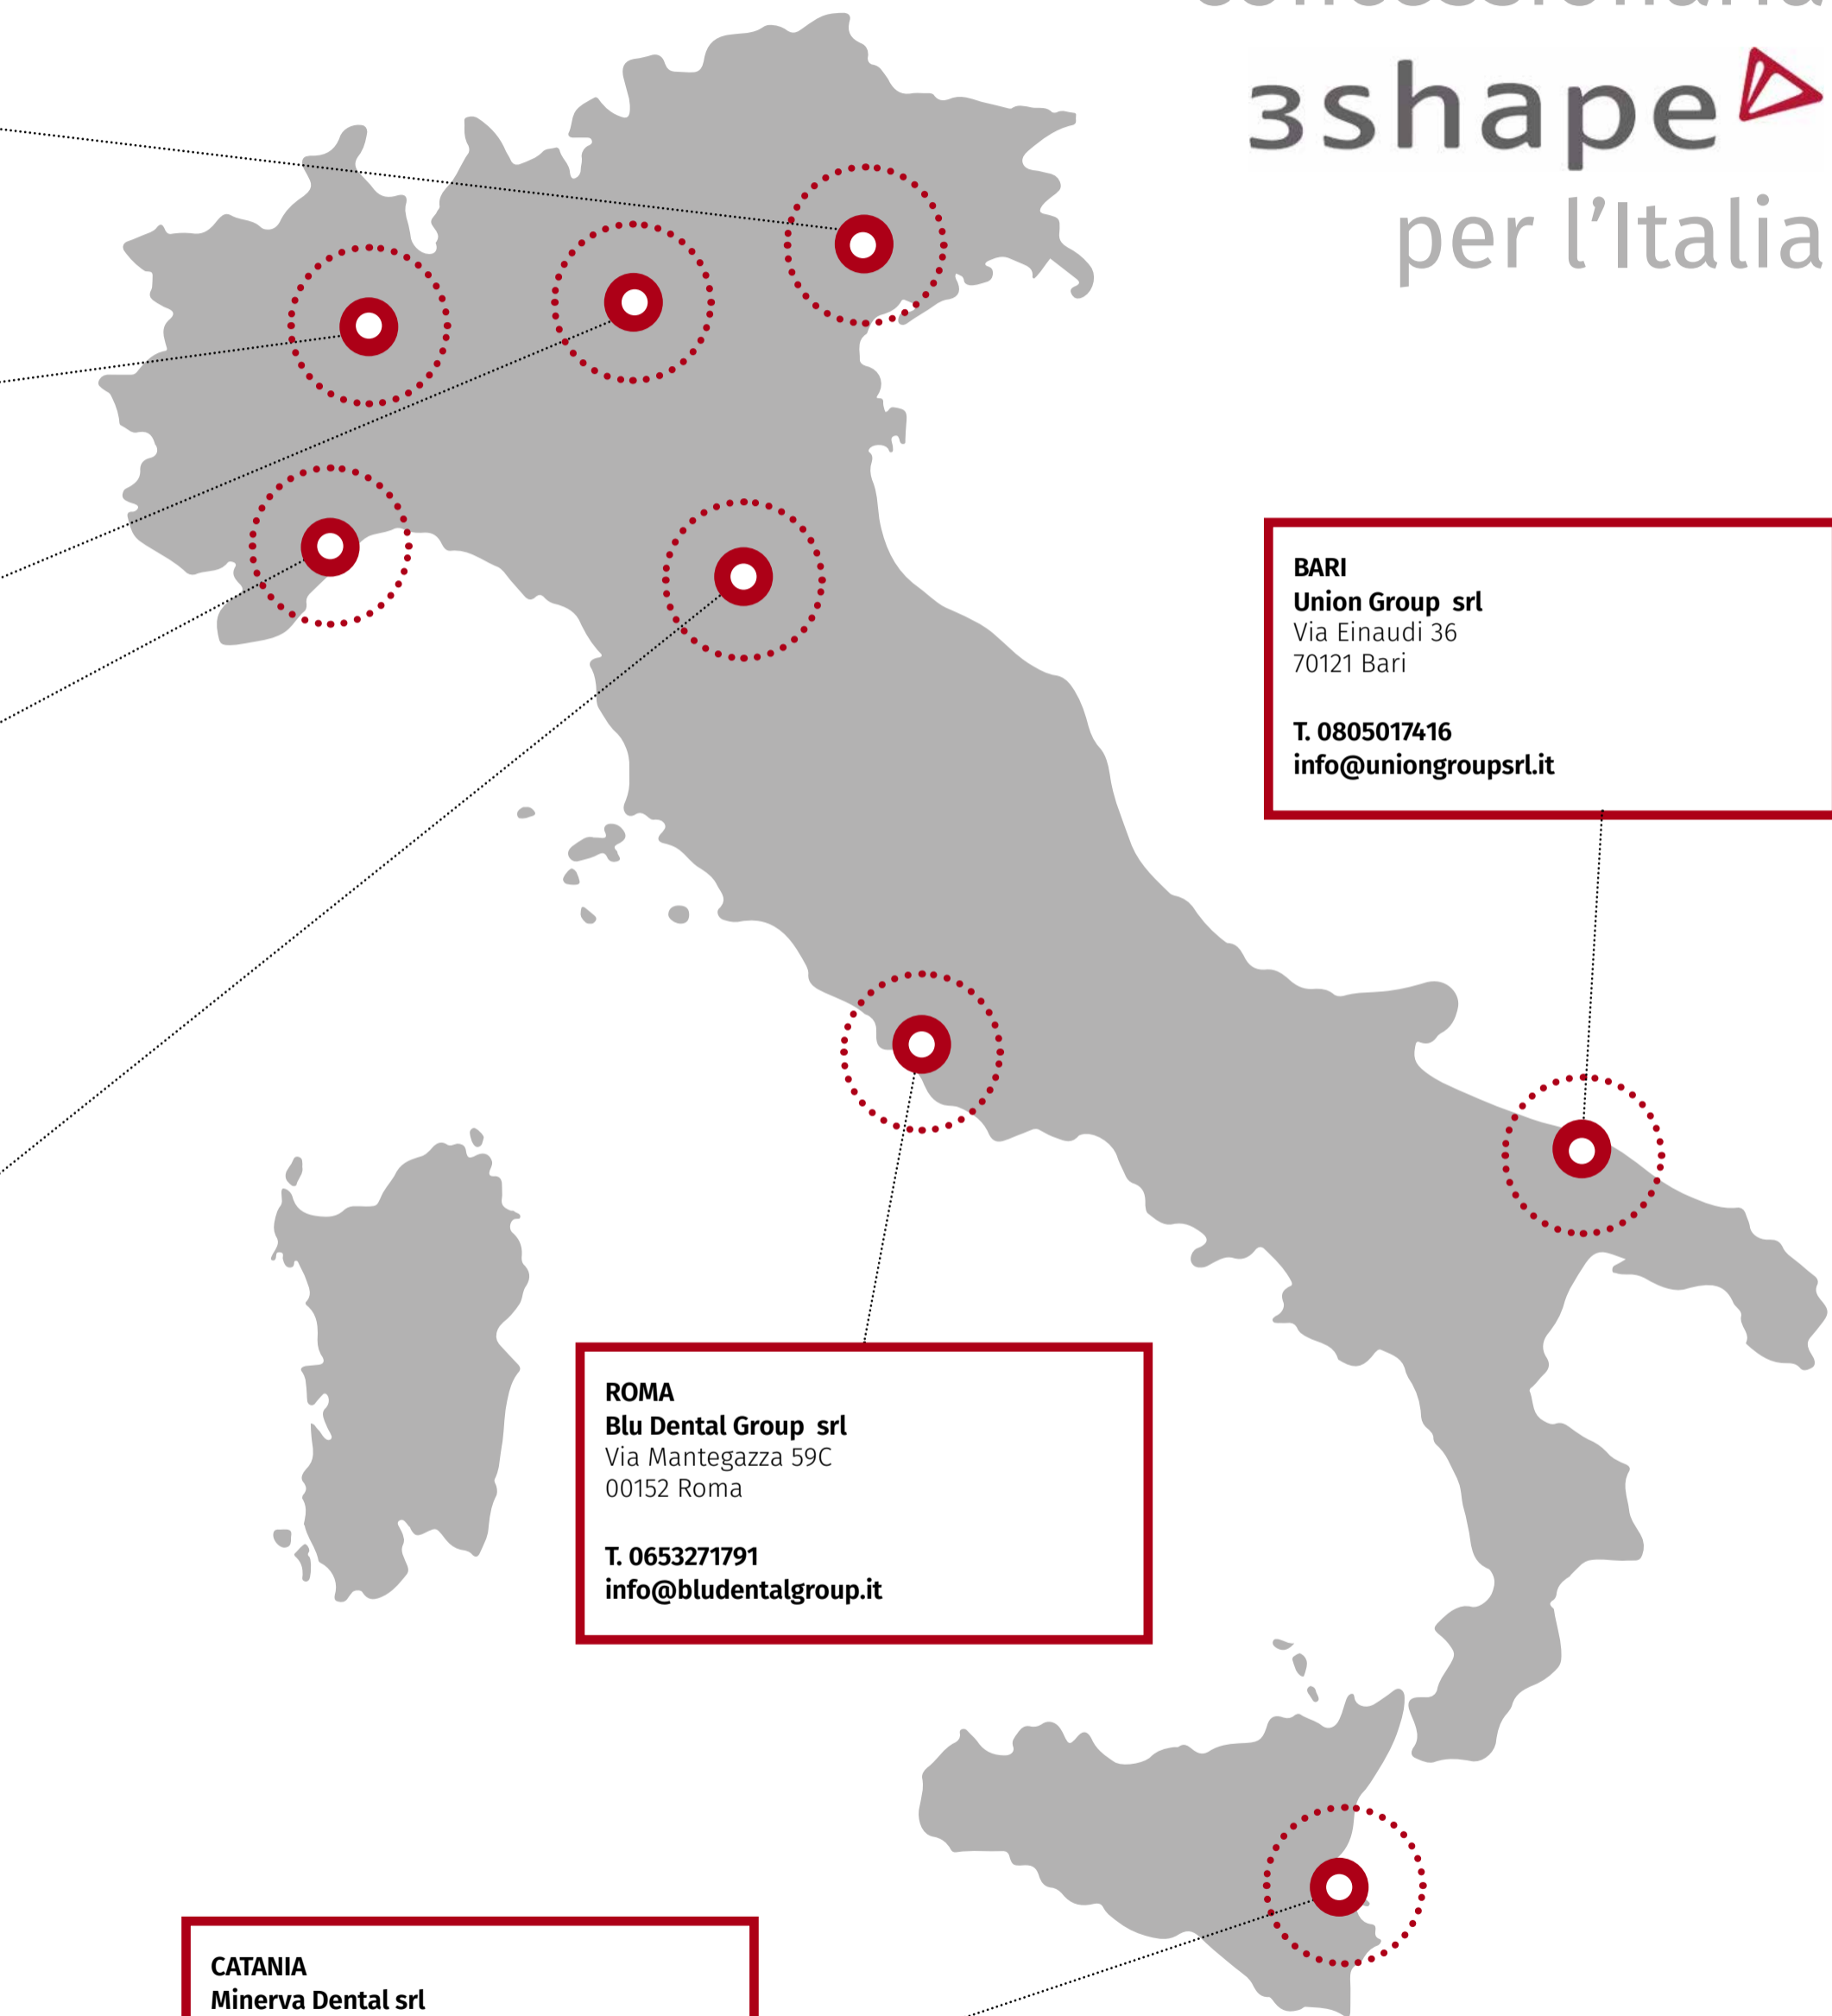 3shape
per l'Italia
BARI
Union Group srl
Via Einaudi 36
70121 Bari
T. 0805017416
info@uniongroupsrl.it
ROMA
Blu Dental Group srl
Via Mantegazza 59C
00152 Roma
T. 0653271791
info@bludentalgroup.it
CATANIA
Minerva Dental srl